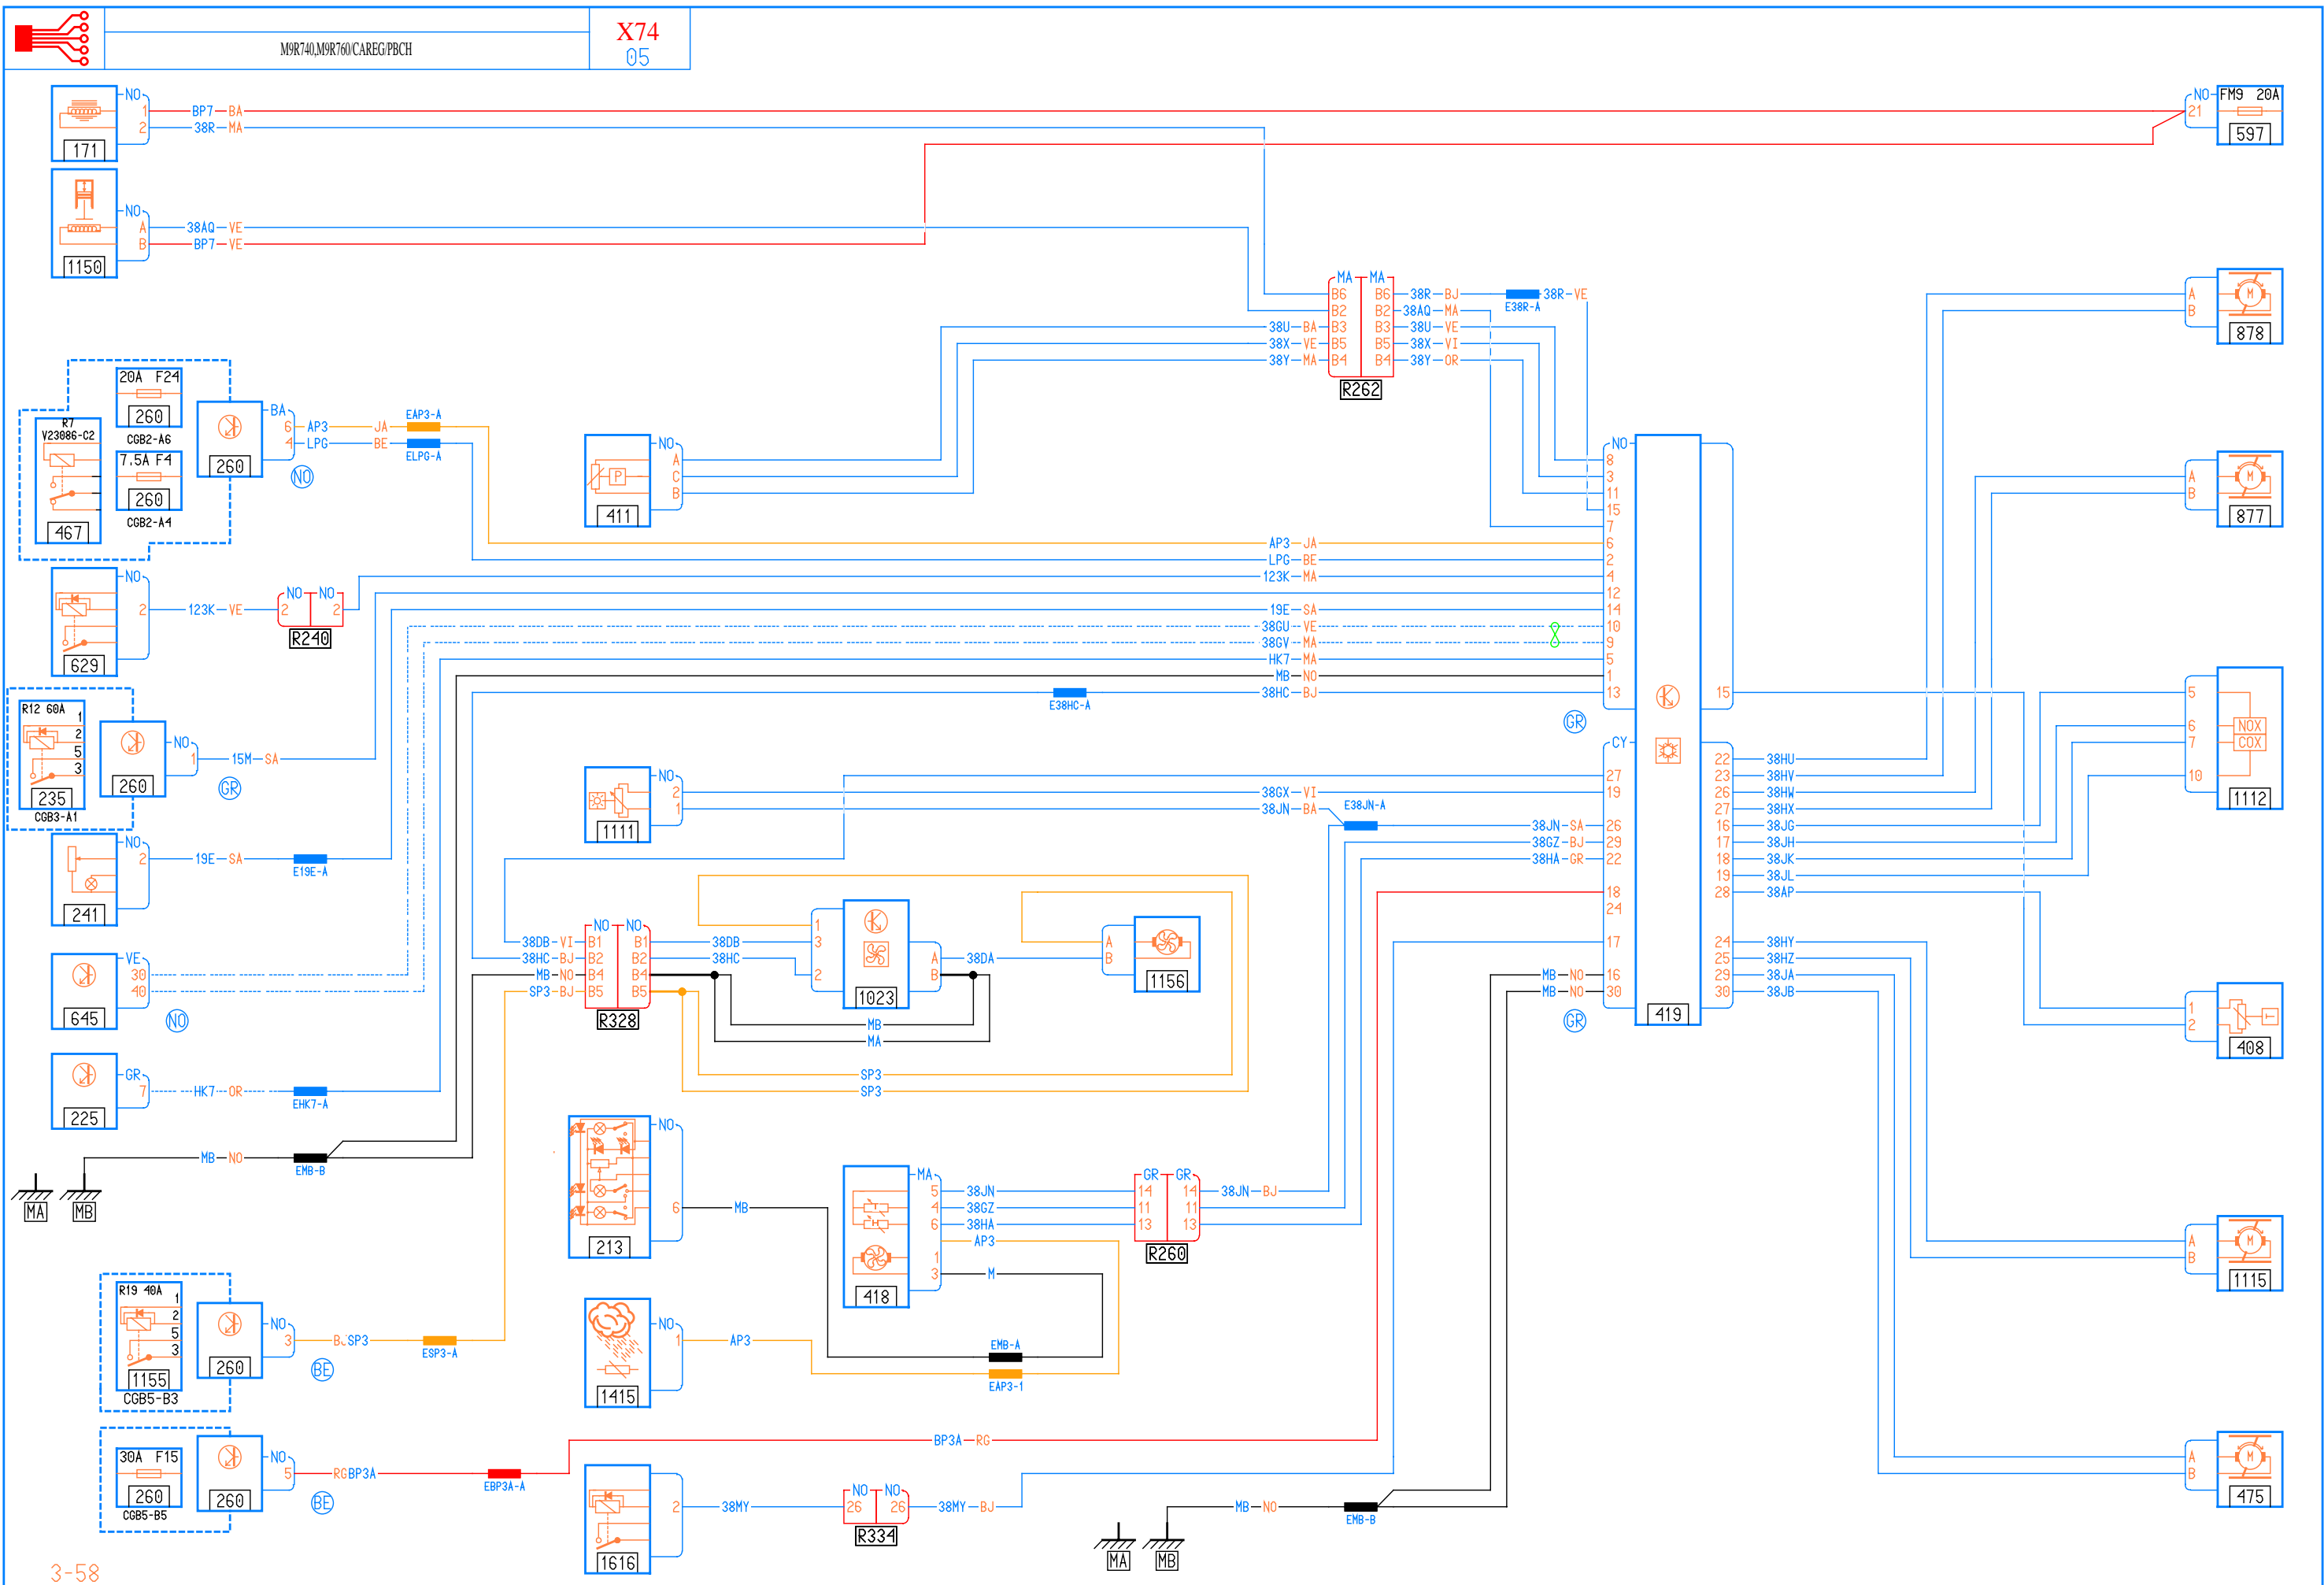 M9R740,M9R760/CAREG/PBCH
X74
05
NO
1 BP7 BA
2 38R MA
171
NO
A 38AQ VE
B BP7 VE
1150
NO FM9 20A
21
597
MA MA
B6 B6 38R BJ E38R-A 38R VE
B2 B2 38AQ MA
38U BA B3 B3 38U VE
38X VE B5 B5 38X VI
38Y MA B4 B4 38Y OR
R262
A
B
878
20A F24
260
CGB2-A6
R7
V23086-C2
467
7.5A F4
260
CGB2-A4
260
BA
6 AP3 JA EAP3-A
4 LPG BE ELPG-A
NO
NO
A
C
B
411
A
B
877
NO
8
3
11
15
7
AP3 JA 6
LPG BE 2
123K MA 4
12
19E SA 14
38GU VE 10
38GV MA 9
HK7 MA 5
MB NO 1
38HC BJ 13
E38HC-A
GR
NO
2 123K VE
629
NO NO
2 2
R240
R12 60A
1
2
5
3
235
CGB3-A1
260
NO
1 15M SA
GR
NO
2 19E SA E19E-A
241
VE
30
40
645
NO
GR
7 HK7 OR EHK7-A
225
MB NO EMB-B
MA MB
NO
2 38GX VI
1 38JN BA E38JN-A
1111
CY
27
19
38JN SA 26
38GZ BJ 29
38HA GR 22
18
24
17
MB NO 16
MB NO 30
GR
419
15
22 38HU
23 38HV
26 38HW
27 38HX
16 38JG
17 38JH
18 38JK
19 38JL
28 38AP
24 38HY
25 38HZ
29 38JA
30 38JB
5
6 NOX
7 COX
10
1112
NO NO
38DB VI B1 B1 38DB
38HC BJ B2 B2 38HC
MB NO B4 B4
SP3 BJ B5 B5
R328
1
3
2
1023
A 38DA
B
A
B
1156
MB
MA
SP3
SP3
1
2
408
NO
6 MB
213
MA
5 38JN
4 38GZ
6 38HA
AP3
1
3 M
418
GR GR
14 14 38JN BJ
11 11
13 13
R260
A
B
1115
R19 40A
1
2
5
3
1155
CGB5-B3
260
NO
3 BJ SP3 ESP3-A
BE
NO
1 AP3
1415
EMB-A
EAP3-1
30A F15
260
CGB5-B5
260
NO
5 RG BP3A EBP3A-A
BE
BP3A RG
2 38MY
1616
NO NO
26 26 38MY BJ
R334
MB NO EMB-B
MA MB
A
B
475
3-58